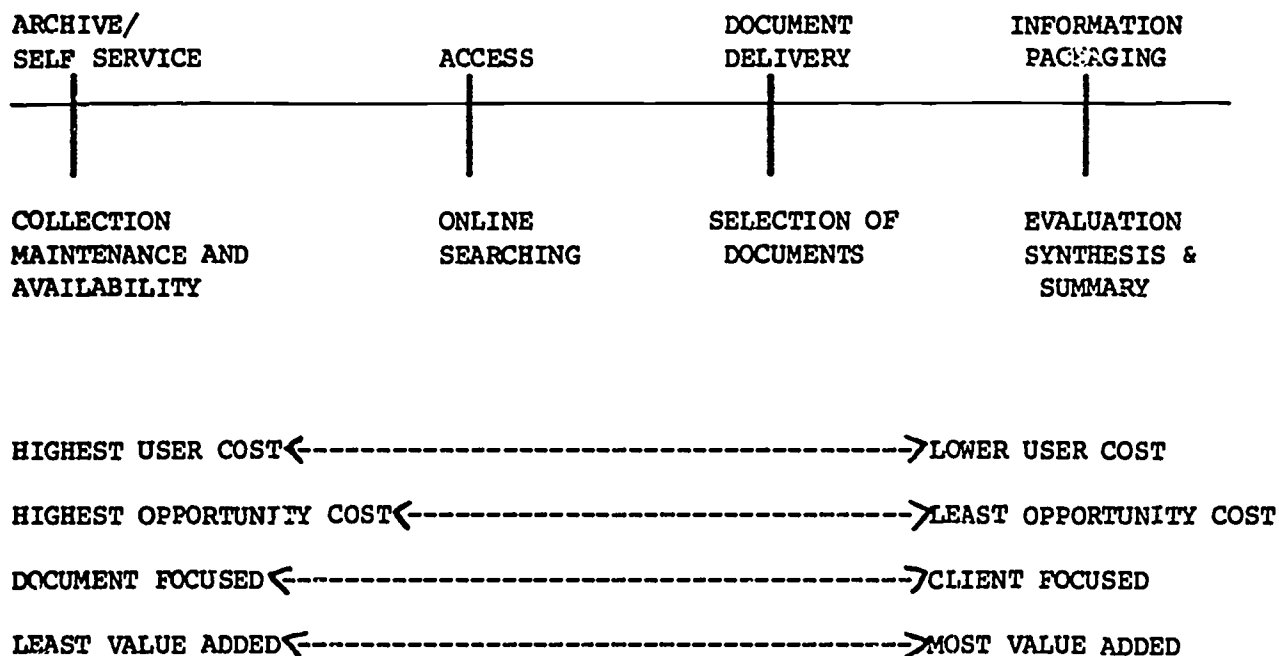 ARCHIVE/
SELF SERVICE
ACCESS
DOCUMENT
DELIVERY
INFORMATION
PACKAGING
COLLECTION
MAINTENANCE AND
AVAILABILITY
ONLINE
SEARCHING
SELECTION OF
DOCUMENTS
EVALUATION
SYNTHESIS &
SUMMARY
HIGHEST USER COST<---------------------------------->LOWER USER COST
HIGHEST OPPORTUNITY COST<---------------------------->LEAST OPPORTUNITY COST
DOCUMENT FOCUSED<----------------------------------->CLIENT FOCUSED
LEAST VALUE ADDED<---------------------------------->MOST VALUE ADDED